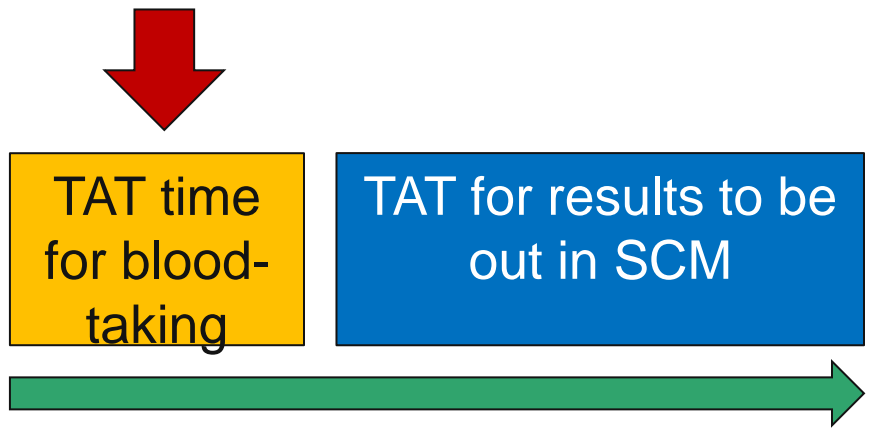 TAT time
for blood-
taking
TAT for results to be
out in SCM